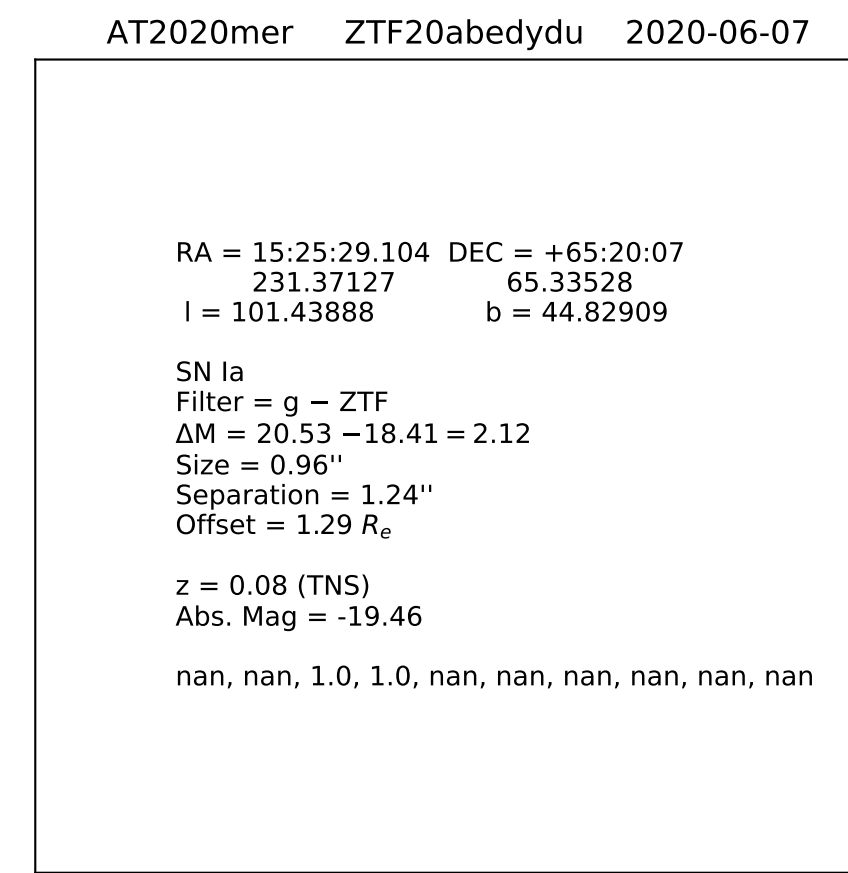 AT2020mer ZTF20abedydu 2020-06-07
RA = 15:25:29.104 DEC = +65:20:07
231.37127 65.33528
l = 101.43888 b = 44.82909
SN Ia
Filter = g − ZTF
ΔM = 20.53 −18.41 = 2.12
Size = 0.96''
Separation = 1.24''
Offset = 1.29 Re
z = 0.08 (TNS)
Abs. Mag = -19.46
nan, nan, 1.0, 1.0, nan, nan, nan, nan, nan, nan